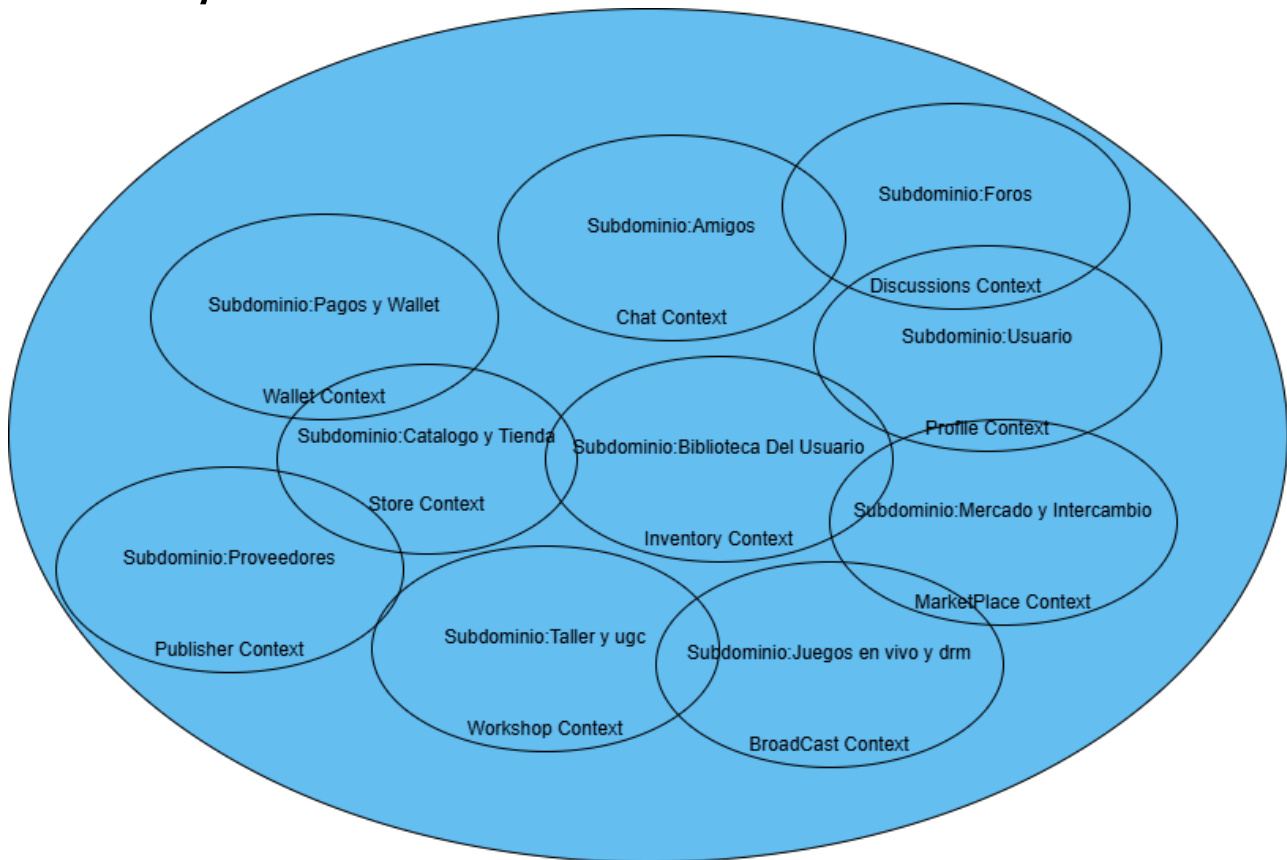 Subdominio:Foros
Subdominio:Amigos
Discussions Context
Subdominio:Pagos y Wallet
Chat Context
Subdominio:Usuario
Wallet Context
Subdominio:Catalogo y Tienda
Profile Context
Subdominio:Biblioteca Del Usuario
Store Context
Subdominio:Mercado y Intercambio
Inventory Context
Subdominio:Proveedores
MarketPlace Context
Subdominio:Taller y ugc
Publisher Context
Subdominio:Juegos en vivo y drm
Workshop Context
BroadCast Context